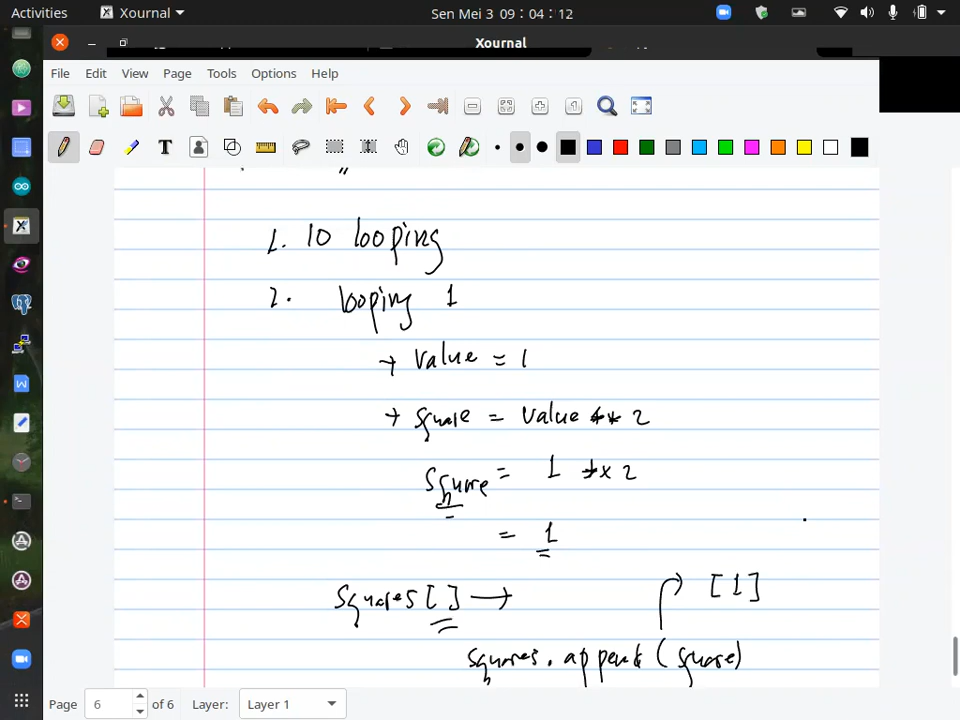 Activities Xournal Sen Mei 3 09 : 04 : 12
Xournal
File Edit View Page Tools Options Help
1. 10 looping
2. looping 1
→ value = 1
→ square = value ** 2
square = 1 ** 2
= 1
squares [ ] → [1]
squares.append (square)
Page 6 of 6 Layer: Layer 1